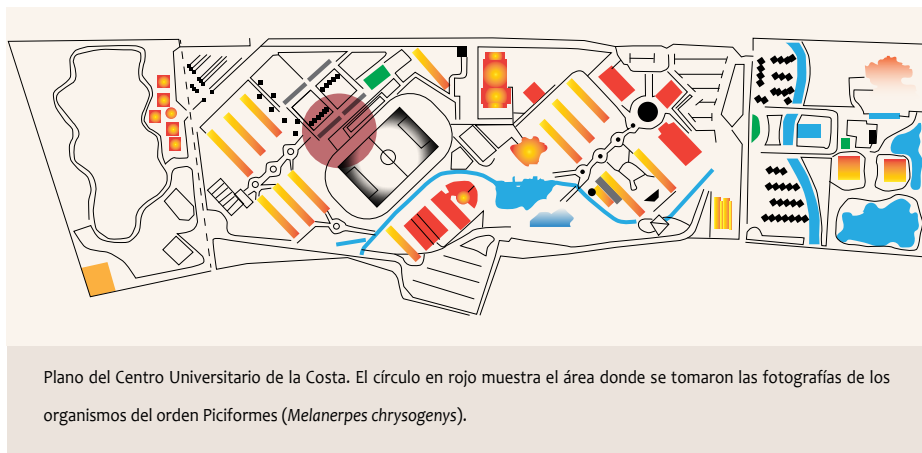 Plano del Centro Universitario de la Costa. El círculo en rojo muestra el área donde se tomaron las fotografías de los
organismos del orden Piciformes (Melanerpes chrysogenys).